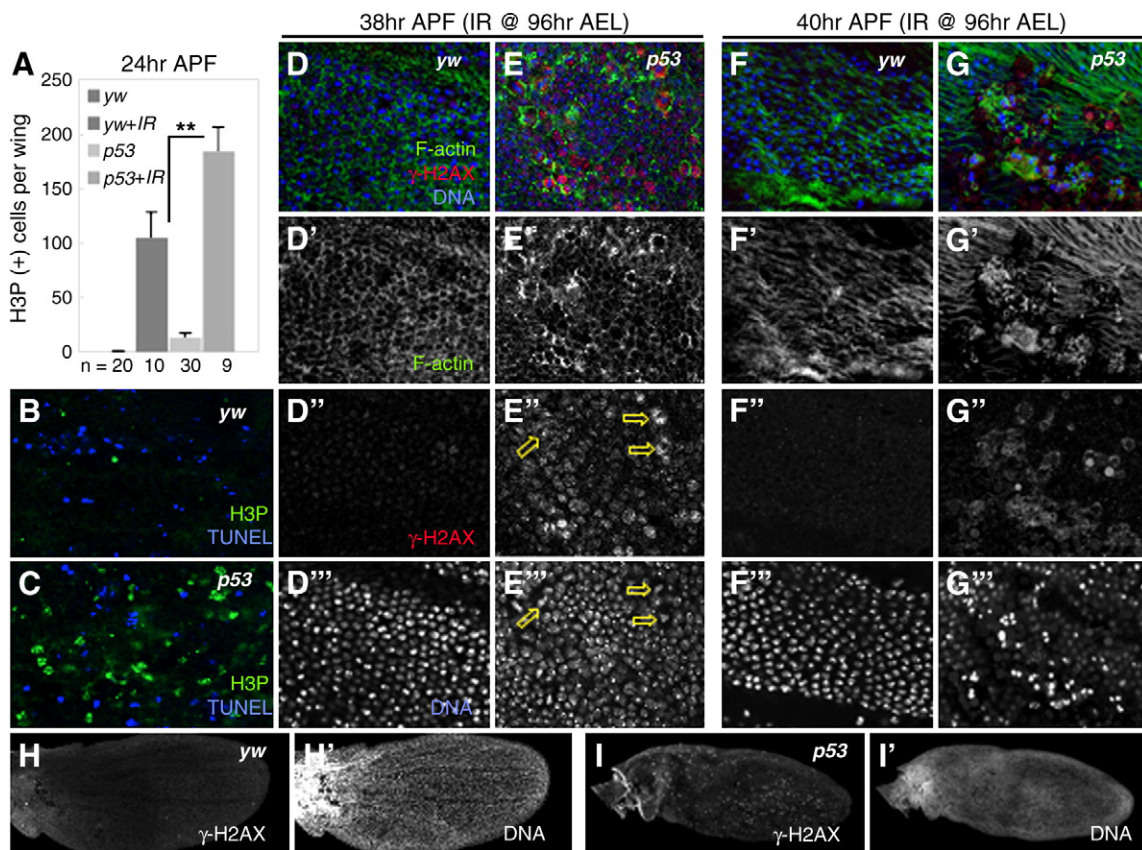 38hr APF (IR @ 96hr AEL)
40hr APF (IR @ 96hr AEL)
A
24hr APF
250
200
150
100
50
0
H3P (+) cells per wing
yw
yw+IR
p53
p53+IR
**
n = 20 10 30 9
D
yw
F-actin
γ-H2AX
DNA
E
p53
F
yw
G
p53
D'
F-actin
E'
F'
G'
B
yw
H3P
TUNEL
D''
γ-H2AX
E''
F''
G''
C
p53
H3P
TUNEL
D'''
DNA
E'''
F'''
G'''
H
yw
γ-H2AX
H'
DNA
I
p53
γ-H2AX
I'
DNA